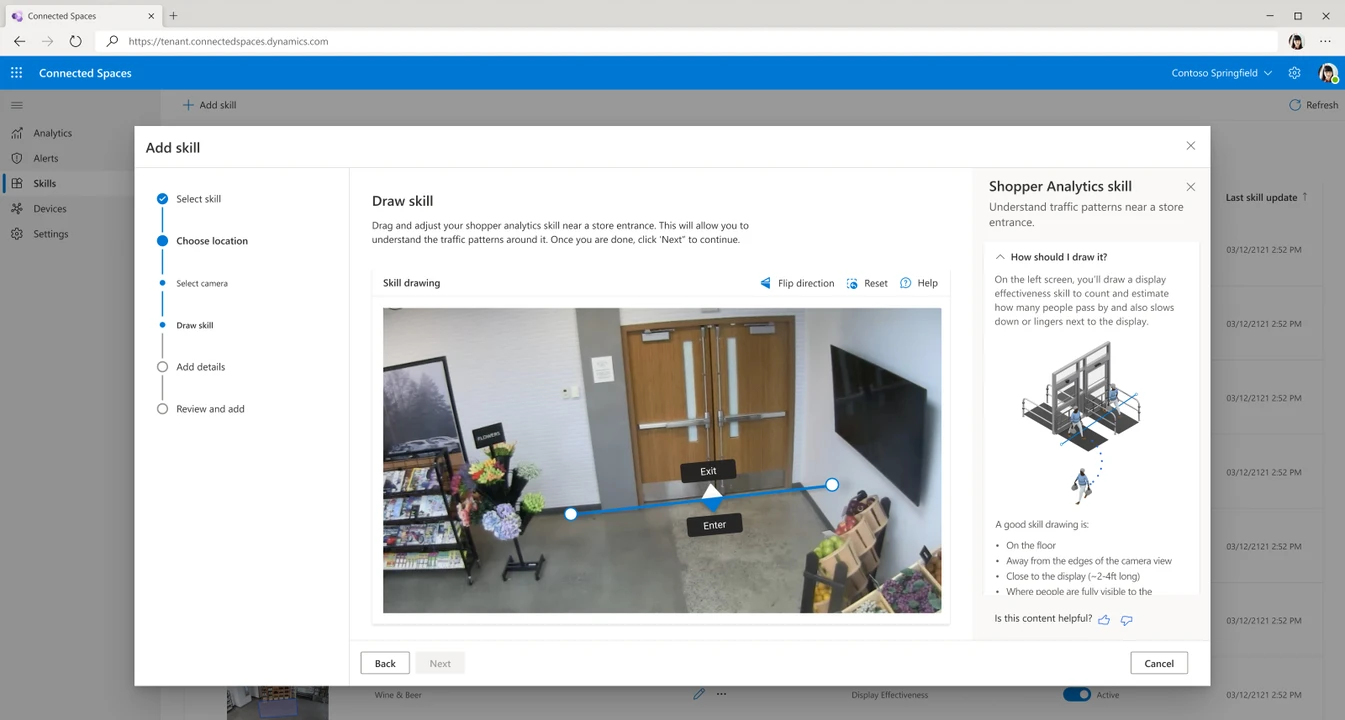 Connected Spaces
https://tenant.connectedspaces.dynamics.com
Connected Spaces
Contoso Springfield
Add skill
Refresh
Analytics
Alerts
Skills
Devices
Settings
Add skill
Select skill
Choose location
Select camera
Draw skill
Add details
Review and add
Draw skill
Drag and adjust your shopper analytics skill near a store entrance. This will allow you to
understand the traffic patterns around it. Once you are done, click 'Next" to continue.
Skill drawing
Flip direction
Reset
Help
FLOWERS
Exit
Enter
Back
Next
Cancel
Shopper Analytics skill
Understand traffic patterns near a store
entrance.
How should I draw it?
On the left screen, you'll draw a display
effectiveness skill to count and estimate
how many people pass by and also slows
down or lingers next to the display.
A good skill drawing is:
• On the floor
• Away from the edges of the camera view
• Close to the display (~2-4ft long)
• Where people are fully visible to the
Is this content helpful?
Last skill update ↑
03/12/2121 2:52 PM
03/12/2121 2:52 PM
03/12/2121 2:52 PM
03/12/2121 2:52 PM
03/12/2121 2:52 PM
03/12/2121 2:52 PM
Wine & Beer
Display Effectiveness
Active
03/12/2121 2:52 PM